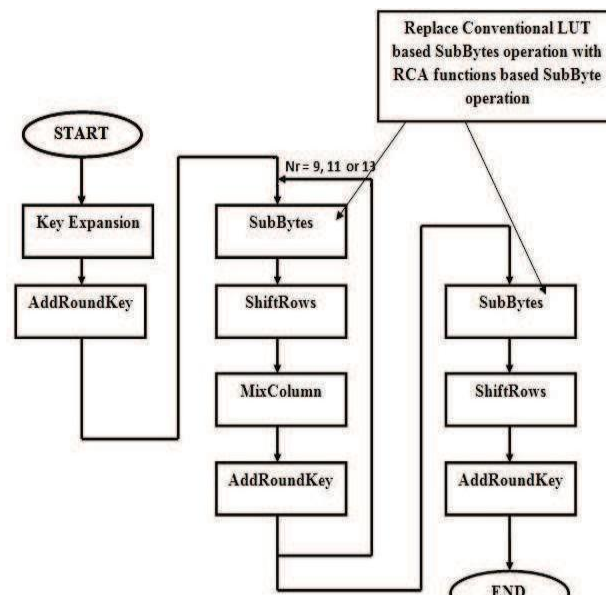 Replace Conventional LUT
based SubBytes operation with
RCA functions based SubByte
operation
START
Key Expansion
AddRoundKey
Nr = 9, 11 or 13
SubBytes
ShiftRows
MixColumn
AddRoundKey
SubBytes
ShiftRows
AddRoundKey
END